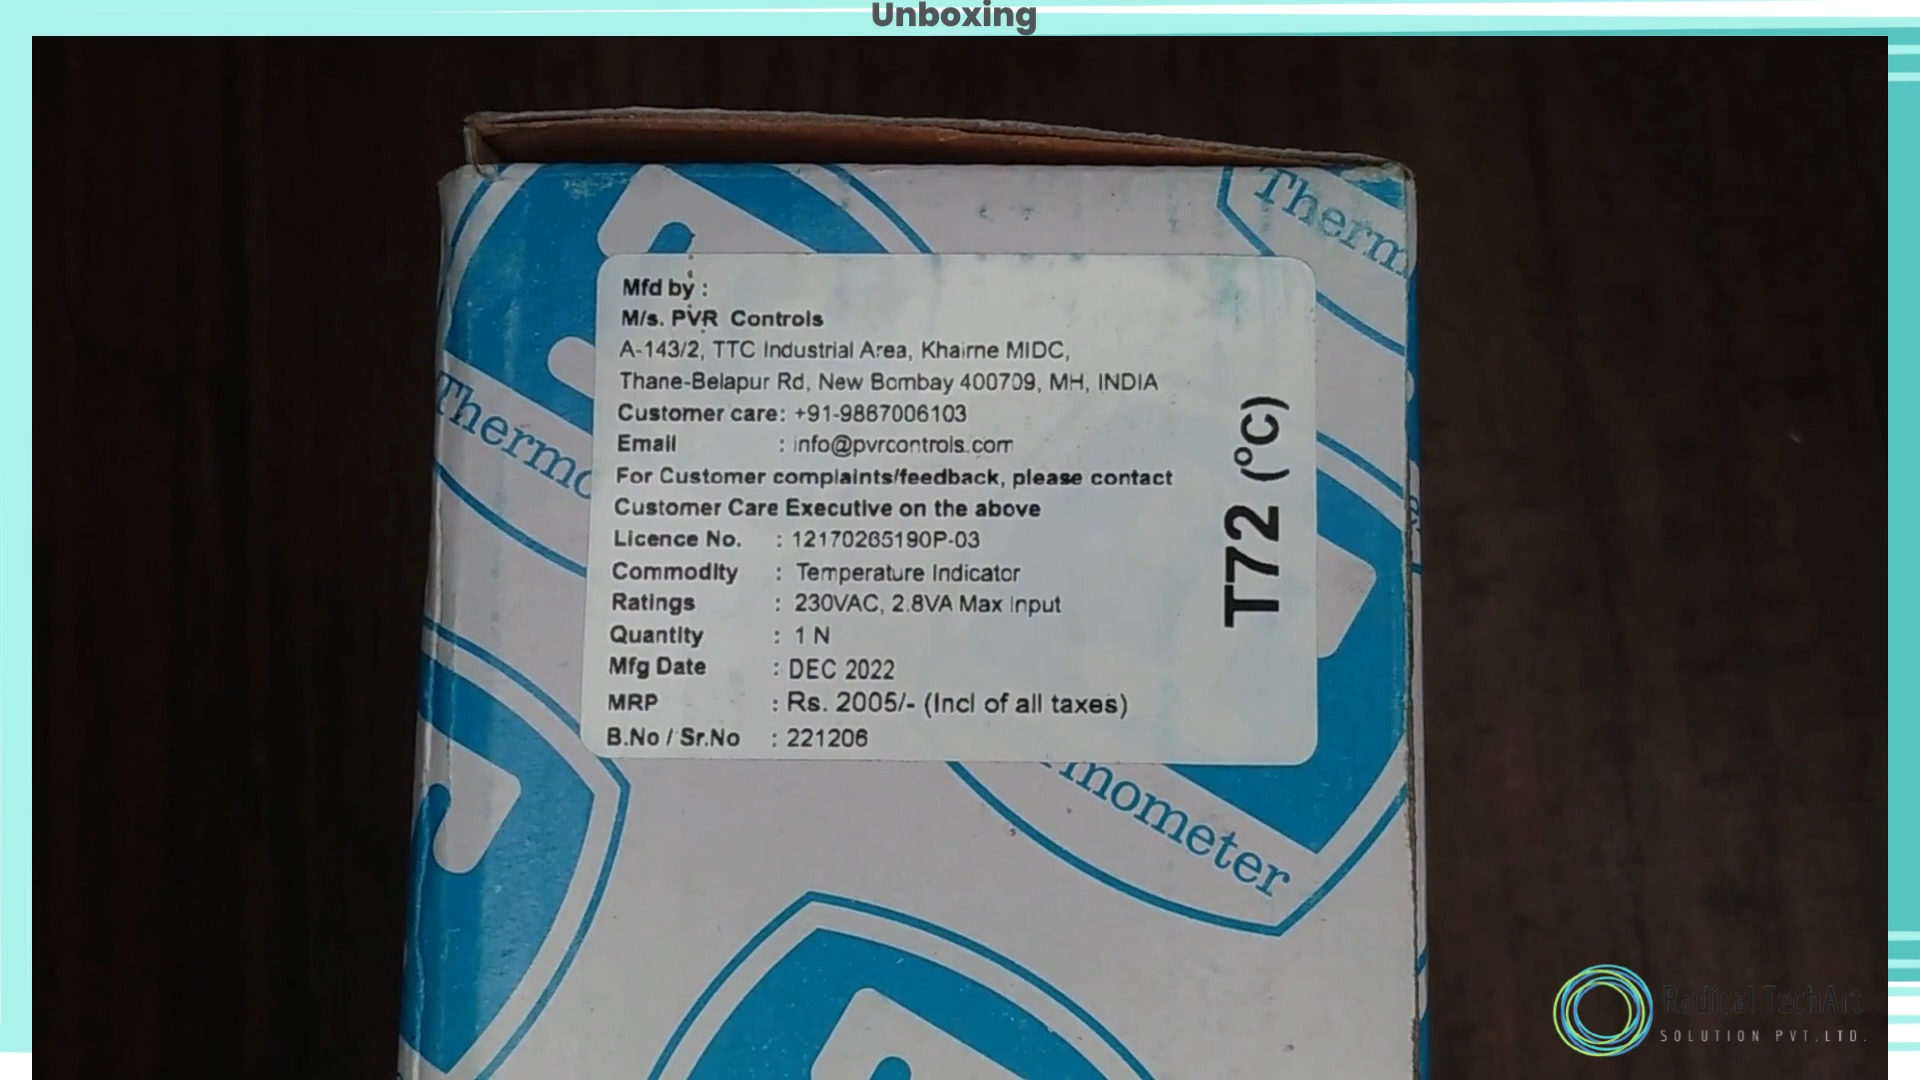 Unboxing
Therm
Mfd by :
M/s. PVR Controls
A-143/2, TTC Industrial Area, Khairne MIDC,
Thane-Belapur Rd, New Bombay 400709, MH, INDIA
Customer care: +91-9867006103
Email : info@pvrcontrols.com
For Customer complaints/feedback, please contact
Customer Care Executive on the above
Licence No. : 12170265190P-03
Commodity : Temperature Indicator
Ratings : 230VAC, 2.8VA Max Input
Quantity : 1 N
Mfg Date : DEC 2022
MRP : Rs. 2005/- (Incl of all taxes)
B.No / Sr.No : 221206
T72 (°C)
Thermo
mometer
Radical TechArt
SOLUTION PVT.LTD.